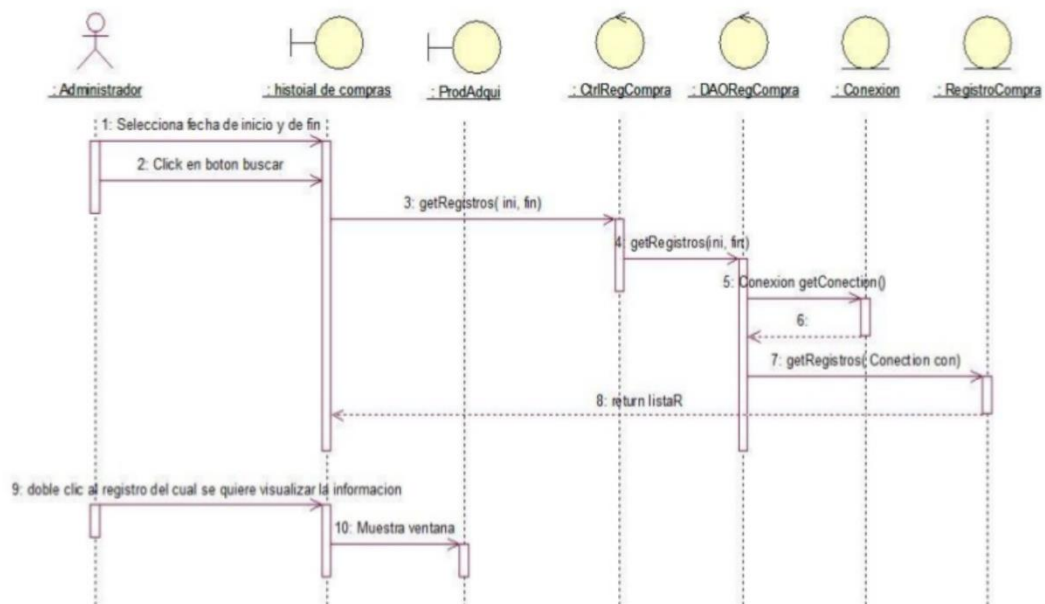 : Administrador
: histoial de compras
: ProdAdqui
: CtrlRegCompra
: DAORegCompra
: Conexion
: RegistroCompra
1: Selecciona fecha de inicio y de fin
2: Click en boton buscar
3: getRegistros( ini, fin)
4: getRegistros(ini, fin)
5: Conexion getConection()
6:
7: getRegistros( Conection con)
8: return listaR
9: doble clic al registro del cual se quiere visualizar la informacion
10: Muestra ventana